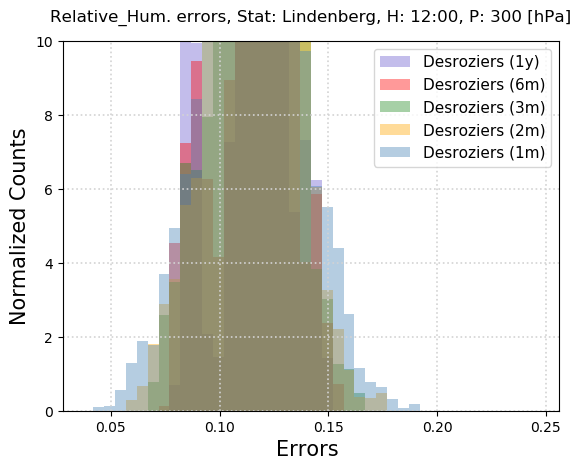 Relative_Hum. errors, Stat: Lindenberg, H: 12:00, P: 300 [hPa]
Normalized Counts
10
8
6
4
2
0
Desroziers (1y)
Desroziers (6m)
Desroziers (3m)
Desroziers (2m)
Desroziers (1m)
0.05 0.10 0.15 0.20 0.25
Errors